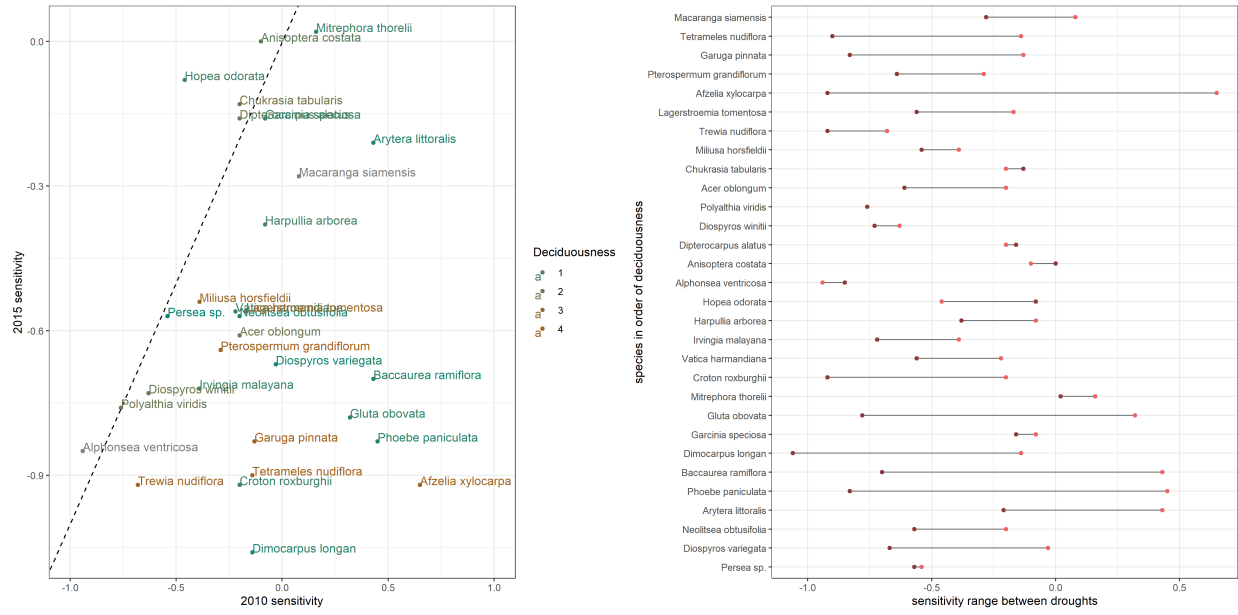 Mitrephora thorelii
Anisoptera costata
Hopea odorata
Chukrasia tabularis
Dipterocarpus alatus
Garcinia speciosa
Arytera littoralis
Macaranga siamensis
Harpullia arborea
Miliusa horsfieldii
Vatica harmandiana
Lagerstroemia tomentosa
Persea sp.
Neolitsea obtusifolia
Acer oblongum
Pterospermum grandiflorum
Diospyros variegata
Baccaurea ramiflora
Irvingia malayana
Diospyros winitii
Polyalthia viridis
Gluta obovata
Garuga pinnata
Phoebe paniculata
Alphonsea ventricosa
Tetrameles nudiflora
Trewia nudiflora
Croton roxburghii
Afzelia xylocarpa
Dimocarpus longan
0.0
-0.3
-0.6
-0.9
2015 sensitivity
-1.0 -0.5 0.0 0.5 1.0
2010 sensitivity
Deciduousness
a 1
a 2
a 3
a 4
species in order of deciduousness
Macaranga siamensis
Tetrameles nudiflora
Garuga pinnata
Pterospermum grandiflorum
Afzelia xylocarpa
Lagerstroemia tomentosa
Trewia nudiflora
Miliusa horsfieldii
Chukrasia tabularis
Acer oblongum
Polyalthia viridis
Diospyros winitii
Dipterocarpus alatus
Anisoptera costata
Alphonsea ventricosa
Hopea odorata
Harpullia arborea
Irvingia malayana
Vatica harmandiana
Croton roxburghii
Mitrephora thorelii
Gluta obovata
Garcinia speciosa
Dimocarpus longan
Baccaurea ramiflora
Phoebe paniculata
Arytera littoralis
Neolitsea obtusifolia
Diospyros variegata
Persea sp.
-1.0 -0.5 0.0 0.5
sensitivity range between droughts